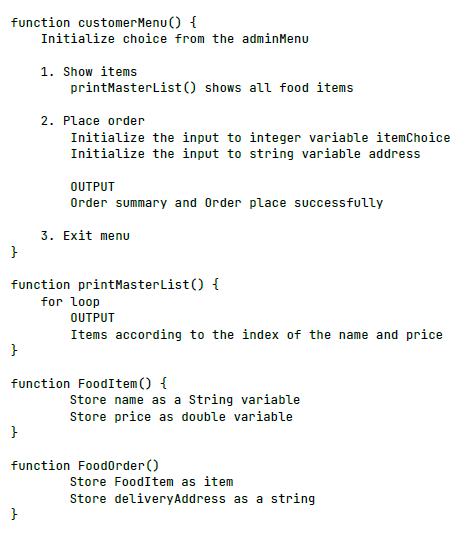 function customerMenu() {
Initialize choice from the adminMenu
1. Show items
printMasterList() shows all food items
2. Place order
Initialize the input to integer variable itemChoice
Initialize the input to string variable address
OUTPUT
Order summary and Order place successfully
3. Exit menu
}
function printMasterList() {
for loop
OUTPUT
Items according to the index of the name and price
}
function FoodItem() {
Store name as a String variable
Store price as double variable
}
function FoodOrder()
Store FoodItem as item
Store deliveryAddress as a string
}